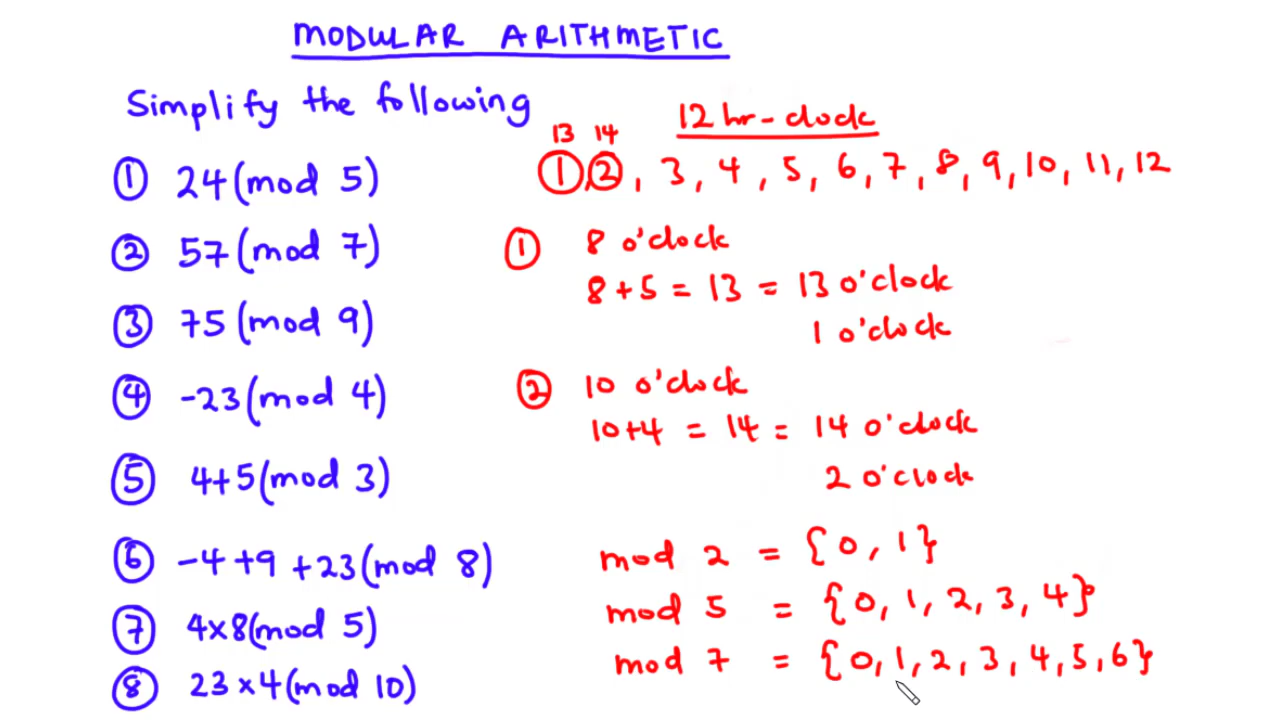 MODULAR ARITHMETIC
Simplify the following
① 24(mod 5)
② 57(mod 7)
③ 75(mod 9)
④ -23(mod 4)
⑤ 4+5(mod 3)
⑥ -4+9+23(mod 8)
⑦ 4×8(mod 5)
⑧ 23×4(mod 10)
12 hr-clock
13 14
1, 2, 3, 4, 5, 6, 7, 8, 9, 10, 11, 12
① 8 o'clock
8+5 = 13 = 13 o'clock
1 o'clock
② 10 o'clock
10+4 = 14 = 14 o'clock
2 o'clock
mod 2 = {0, 1}
mod 5 = {0, 1, 2, 3, 4}
mod 7 = {0, 1, 2, 3, 4, 5, 6}